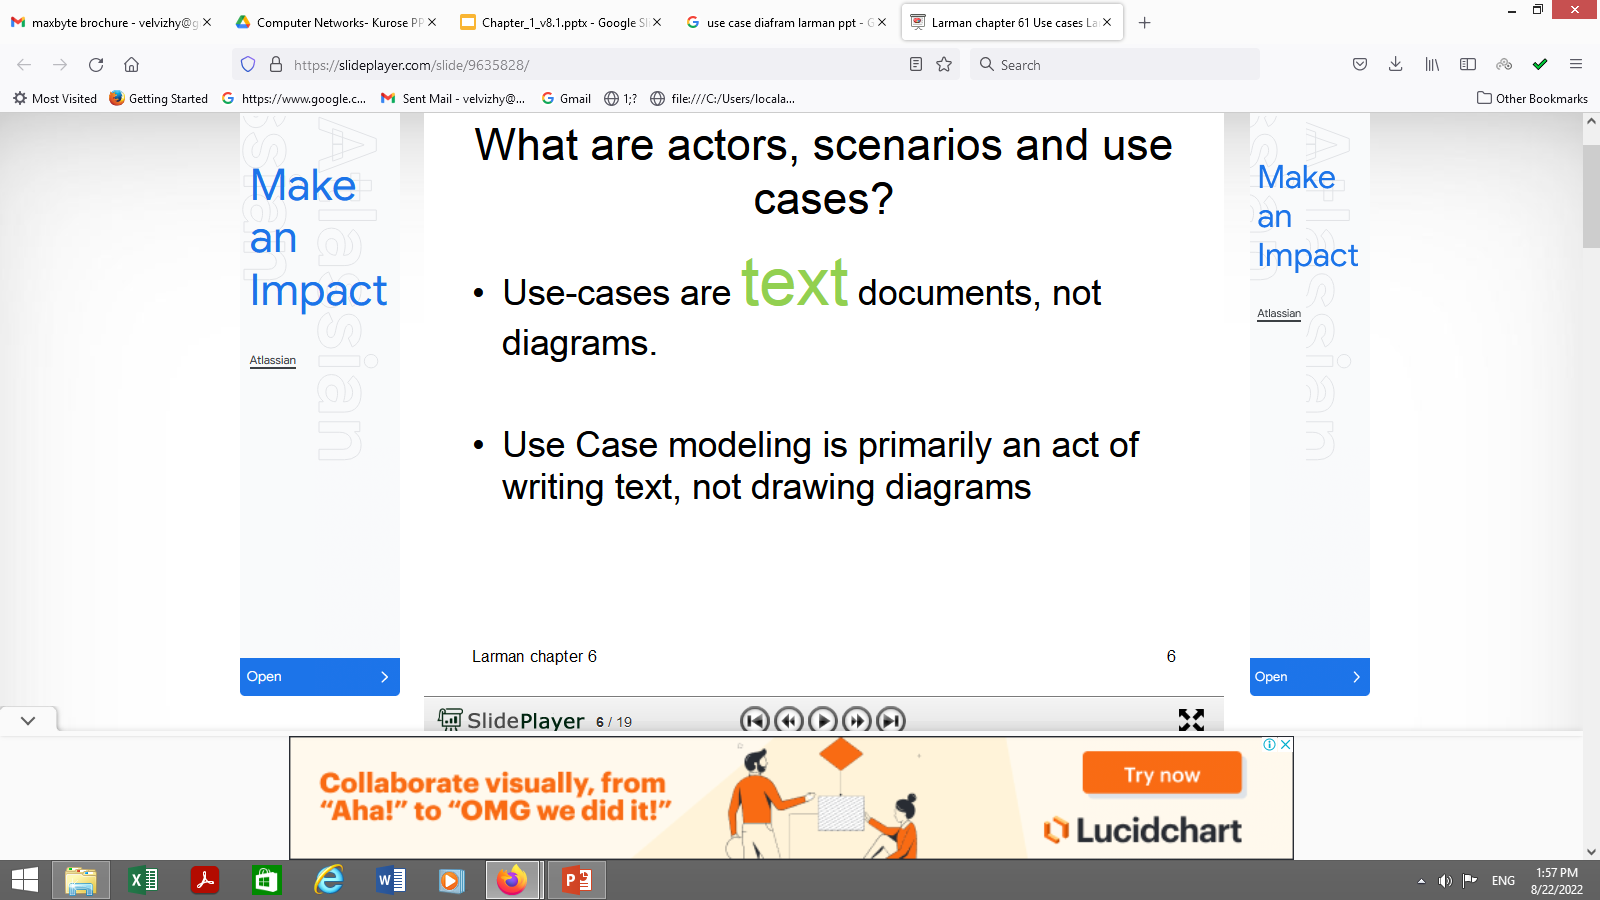 maxbyte brochure - velvizhy@g
Computer Networks- Kurose PP
Chapter_1_v8.1.pptx - Google Sli
use case diafram larman ppt - G
Larman chapter 61 Use cases La
https://slideplayer.com/slide/9635828/
Search
Most Visited
Getting Started
https://www.google.c...
Sent Mail - velvizhy@...
Gmail
1;?
file:///C:/Users/locala...
Other Bookmarks
Make
an
Impact
Atlassian
Atlassian
Open
What are actors, scenarios and use
cases?
• Use-cases are text documents, not
diagrams.
• Use Case modeling is primarily an act of
writing text, not drawing diagrams
Larman chapter 6
6
Make
an
Impact
Atlassian
Atlassian
Open
SlidePlayer
6 / 19
Collaborate visually, from
“Aha!” to “OMG we did it!”
Try now
Lucidchart
ENG
1:57 PM
8/22/2022